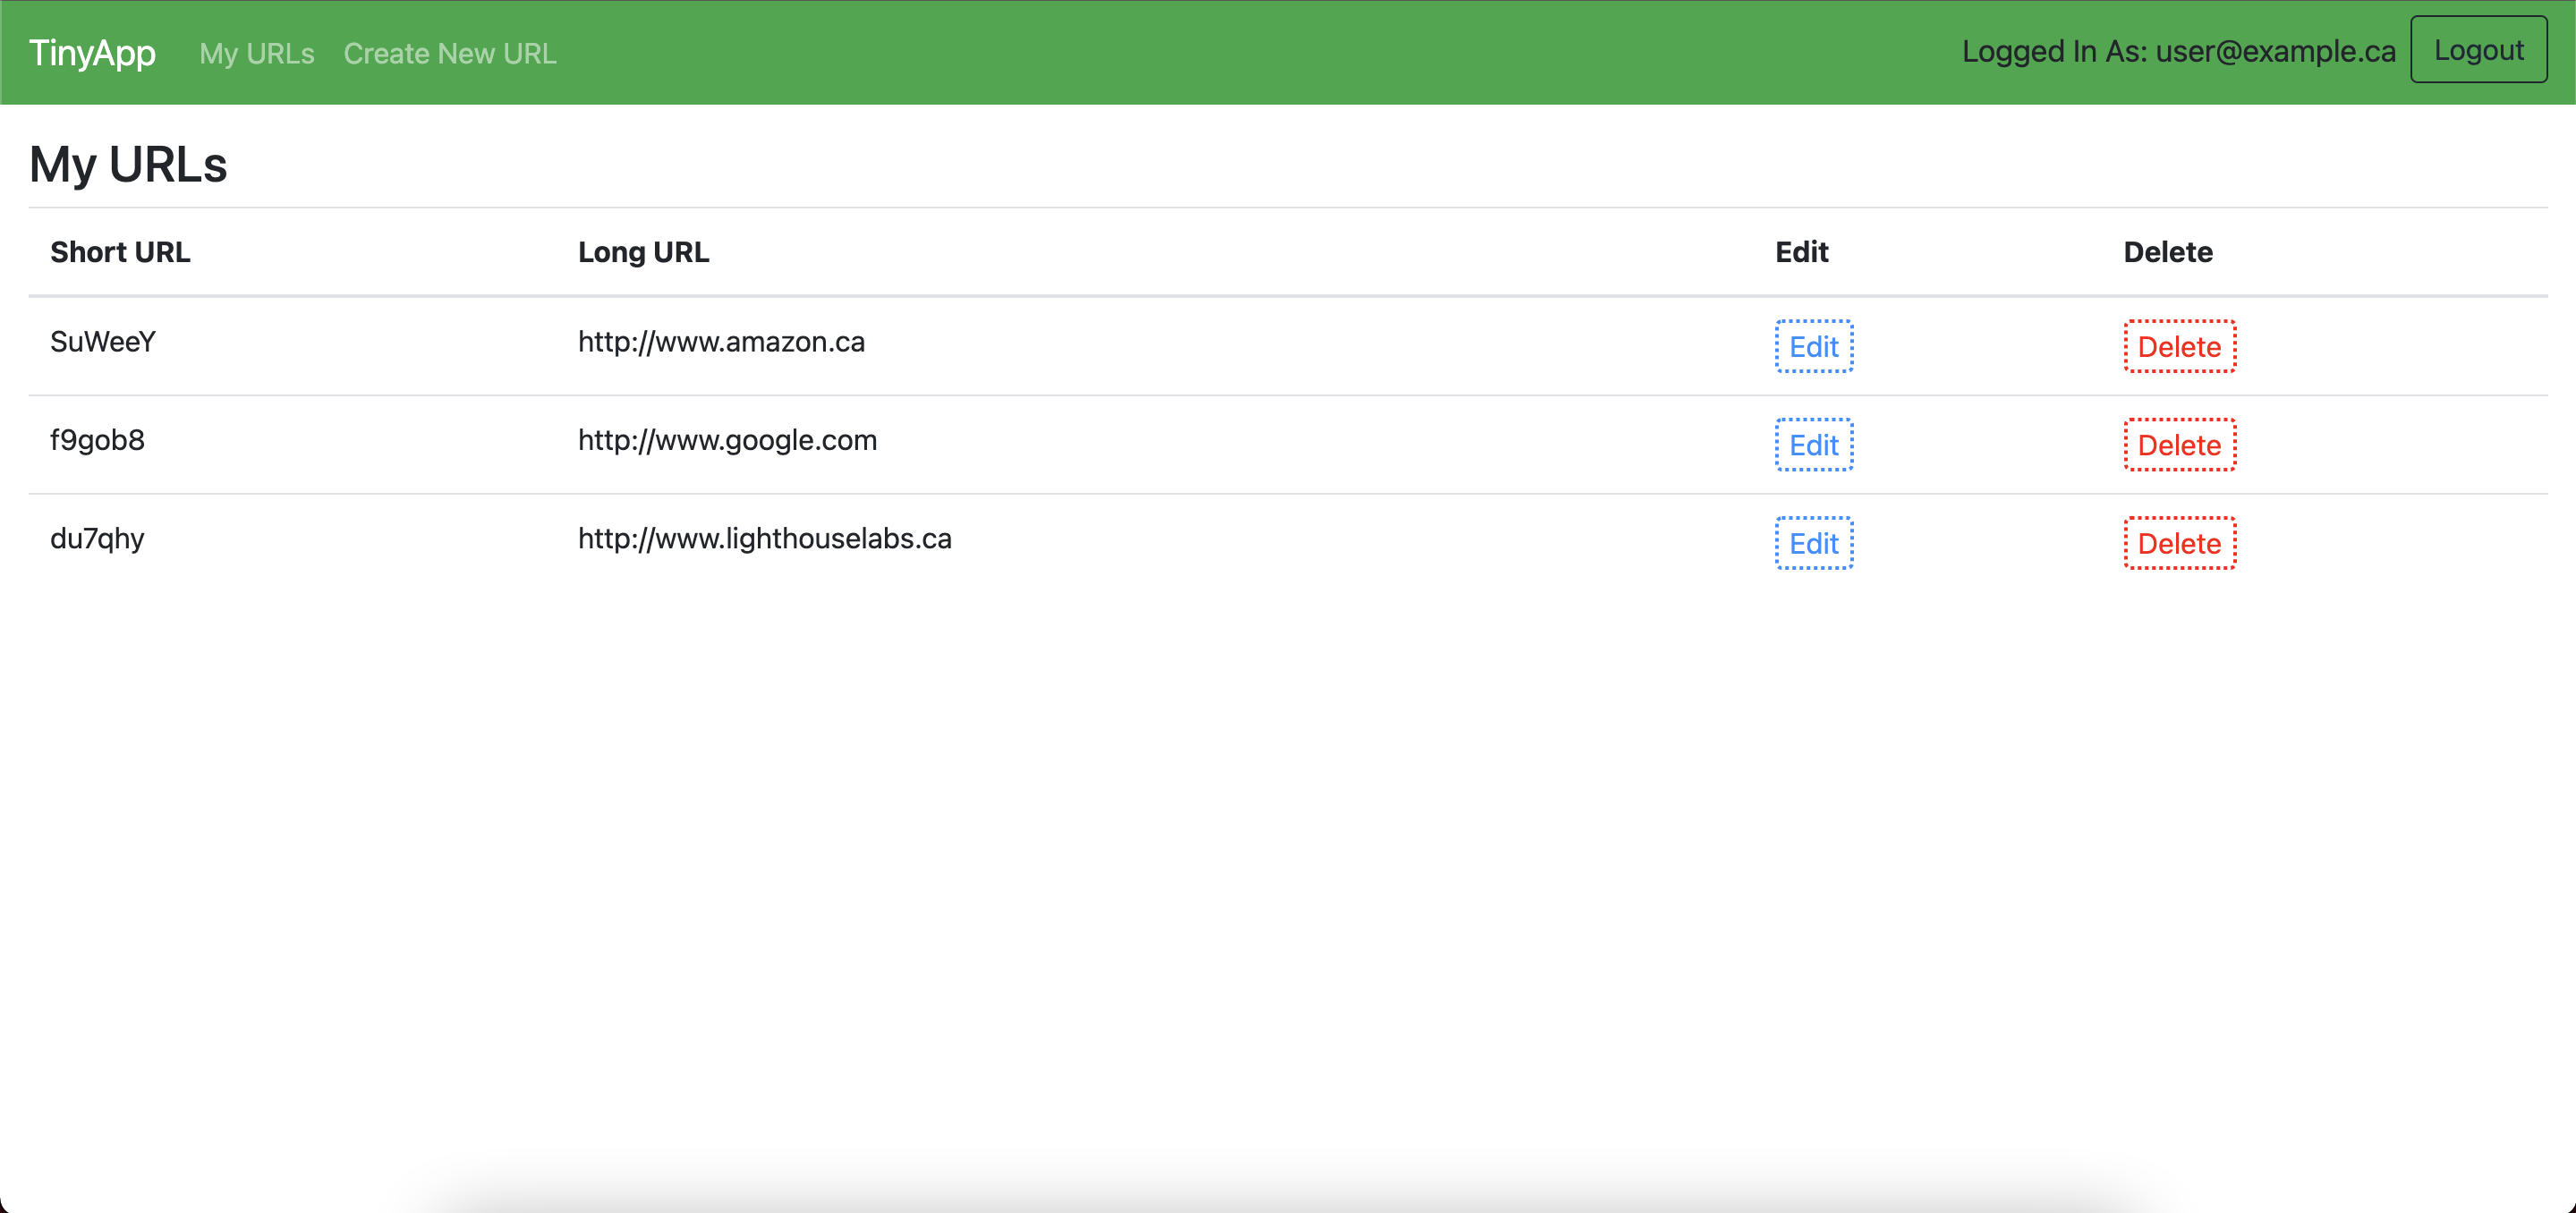 TinyApp My URLs Create New URL Logged In As: user@example.ca Logout
My URLs
Short URL Long URL Edit Delete
SuWeeY http://www.amazon.ca Edit Delete
f9gob8 http://www.google.com Edit Delete
du7qhy http://www.lighthouselabs.ca Edit Delete